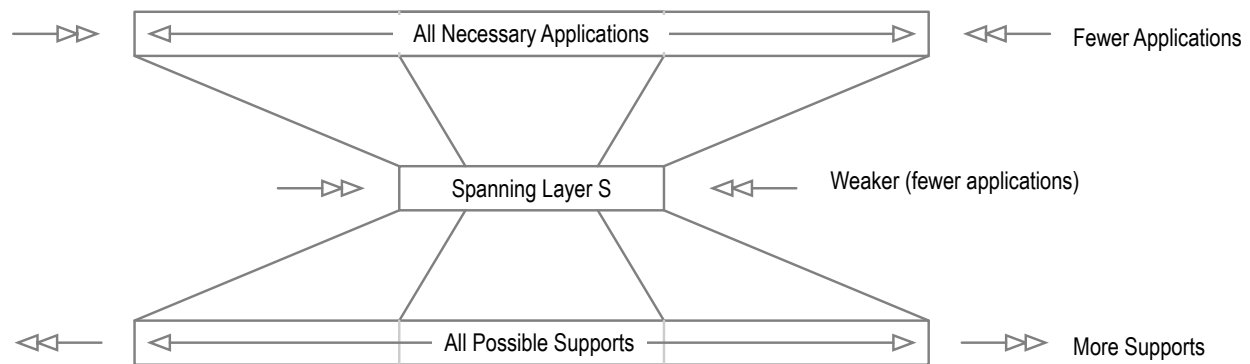 All Necessary Applications
Fewer Applications
Spanning Layer S
Weaker (fewer applications)
All Possible Supports
More Supports